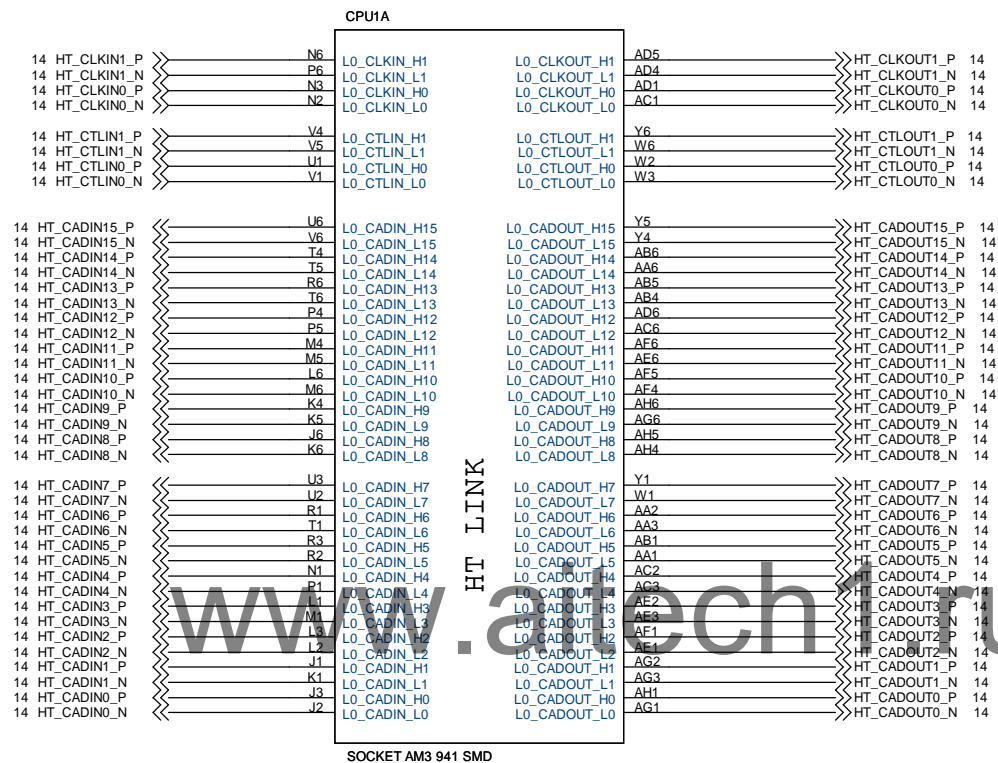 CPU1A
14 HT_CLKIN1_P N6 L0_CLKIN_H1 L0_CLKOUT_H1 AD5 HT_CLKOUT1_P 14
14 HT_CLKIN1_N P6 L0_CLKIN_L1 L0_CLKOUT_L1 AD4 HT_CLKOUT1_N 14
14 HT_CLKIN0_P N3 L0_CLKIN_H0 L0_CLKOUT_H0 AD1 HT_CLKOUT0_P 14
14 HT_CLKIN0_N N2 L0_CLKIN_L0 L0_CLKOUT_L0 AC1 HT_CLKOUT0_N 14
14 HT_CTLIN1_P V4 L0_CTLIN_H1 L0_CTLOUT_H1 Y6 HT_CTLOUT1_P 14
14 HT_CTLIN1_N V5 L0_CTLIN_L1 L0_CTLOUT_L1 W6 HT_CTLOUT1_N 14
14 HT_CTLIN0_P U1 L0_CTLIN_H0 L0_CTLOUT_H0 W2 HT_CTLOUT0_P 14
14 HT_CTLIN0_N V1 L0_CTLIN_L0 L0_CTLOUT_L0 W3 HT_CTLOUT0_N 14
14 HT_CADIN15_P U6 L0_CADIN_H15 L0_CADOUT_H15 Y5 HT_CADOUT15_P 14
14 HT_CADIN15_N V6 L0_CADIN_L15 L0_CADOUT_L15 Y4 HT_CADOUT15_N 14
14 HT_CADIN14_P T4 L0_CADIN_H14 L0_CADOUT_H14 AB6 HT_CADOUT14_P 14
14 HT_CADIN14_N T5 L0_CADIN_L14 L0_CADOUT_L14 AA6 HT_CADOUT14_N 14
14 HT_CADIN13_P R6 L0_CADIN_H13 L0_CADOUT_H13 AB5 HT_CADOUT13_P 14
14 HT_CADIN13_N T6 L0_CADIN_L13 L0_CADOUT_L13 AB4 HT_CADOUT13_N 14
14 HT_CADIN12_P P4 L0_CADIN_H12 L0_CADOUT_H12 AD6 HT_CADOUT12_P 14
14 HT_CADIN12_N P5 L0_CADIN_L12 L0_CADOUT_L12 AC6 HT_CADOUT12_N 14
14 HT_CADIN11_P M4 L0_CADIN_H11 L0_CADOUT_H11 AF6 HT_CADOUT11_P 14
14 HT_CADIN11_N M5 L0_CADIN_L11 L0_CADOUT_L11 AE6 HT_CADOUT11_N 14
14 HT_CADIN10_P L6 L0_CADIN_H10 L0_CADOUT_H10 AF5 HT_CADOUT10_P 14
14 HT_CADIN10_N M6 L0_CADIN_L10 L0_CADOUT_L10 AF4 HT_CADOUT10_N 14
14 HT_CADIN9_P K4 L0_CADIN_H9 L0_CADOUT_H9 AH6 HT_CADOUT9_P 14
14 HT_CADIN9_N K5 L0_CADIN_L9 L0_CADOUT_L9 AG6 HT_CADOUT9_N 14
14 HT_CADIN8_P J6 L0_CADIN_H8 L0_CADOUT_H8 AH5 HT_CADOUT8_P 14
14 HT_CADIN8_N K6 L0_CADIN_L8 L0_CADOUT_L8 AH4 HT_CADOUT8_N 14
14 HT_CADIN7_P U3 L0_CADIN_H7 L0_CADOUT_H7 Y1 HT_CADOUT7_P 14
14 HT_CADIN7_N U2 L0_CADIN_L7 L0_CADOUT_L7 W1 HT_CADOUT7_N 14
14 HT_CADIN6_P R1 L0_CADIN_H6 L0_CADOUT_H6 AA2 HT_CADOUT6_P 14
14 HT_CADIN6_N T1 L0_CADIN_L6 L0_CADOUT_L6 AA3 HT_CADOUT6_N 14
14 HT_CADIN5_P R3 L0_CADIN_H5 L0_CADOUT_H5 AB1 HT_CADOUT5_P 14
14 HT_CADIN5_N R2 L0_CADIN_L5 L0_CADOUT_L5 AA1 HT_CADOUT5_N 14
14 HT_CADIN4_P N1 L0_CADIN_H4 L0_CADOUT_H4 AC2 HT_CADOUT4_P 14
14 HT_CADIN4_N P1 L0_CADIN_L4 L0_CADOUT_L4 AC3 HT_CADOUT4_N 14
14 HT_CADIN3_P L1 L0_CADIN_H3 L0_CADOUT_H3 AE2 HT_CADOUT3_P 14
14 HT_CADIN3_N M1 L0_CADIN_L3 L0_CADOUT_L3 AE3 HT_CADOUT3_N 14
14 HT_CADIN2_P L3 L0_CADIN_H2 L0_CADOUT_H2 AF1 HT_CADOUT2_P 14
14 HT_CADIN2_N L2 L0_CADIN_L2 L0_CADOUT_L2 AE1 HT_CADOUT2_N 14
14 HT_CADIN1_P J1 L0_CADIN_H1 L0_CADOUT_H1 AG2 HT_CADOUT1_P 14
14 HT_CADIN1_N K1 L0_CADIN_L1 L0_CADOUT_L1 AG3 HT_CADOUT1_N 14
14 HT_CADIN0_P J3 L0_CADIN_H0 L0_CADOUT_H0 AH1 HT_CADOUT0_P 14
14 HT_CADIN0_N J2 L0_CADIN_L0 L0_CADOUT_L0 AG1 HT_CADOUT0_N 14
HT LINK
www.aitech1.ru
SOCKET AM3 941 SMD